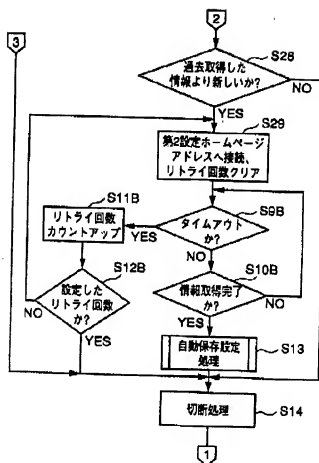 2
3
S28
過去取得した
情報より新しいか?
NO
YES
S29
第2設定ホームページ
アドレスへ接続、
リトライ回数クリア
S11B
リトライ回数
カウントアップ
S9B
タイムアウト
か?
YES
NO
S12B
設定した
リトライ回数
か?
NO
YES
S10B
情報取得完了
か?
NO
YES
自動保存設定
処理
S13
切断処理
S14
1